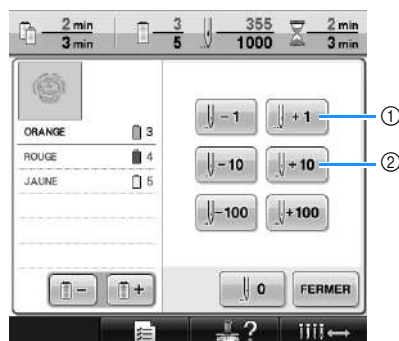 2 min 3 355 2 min
3 min 5 1000 3 min
-1 +1 ①
ORANGE 3
ROUGE 4 -10 +10 ②
JAUNE 5
-100 +100
- + 0 FERMER
?